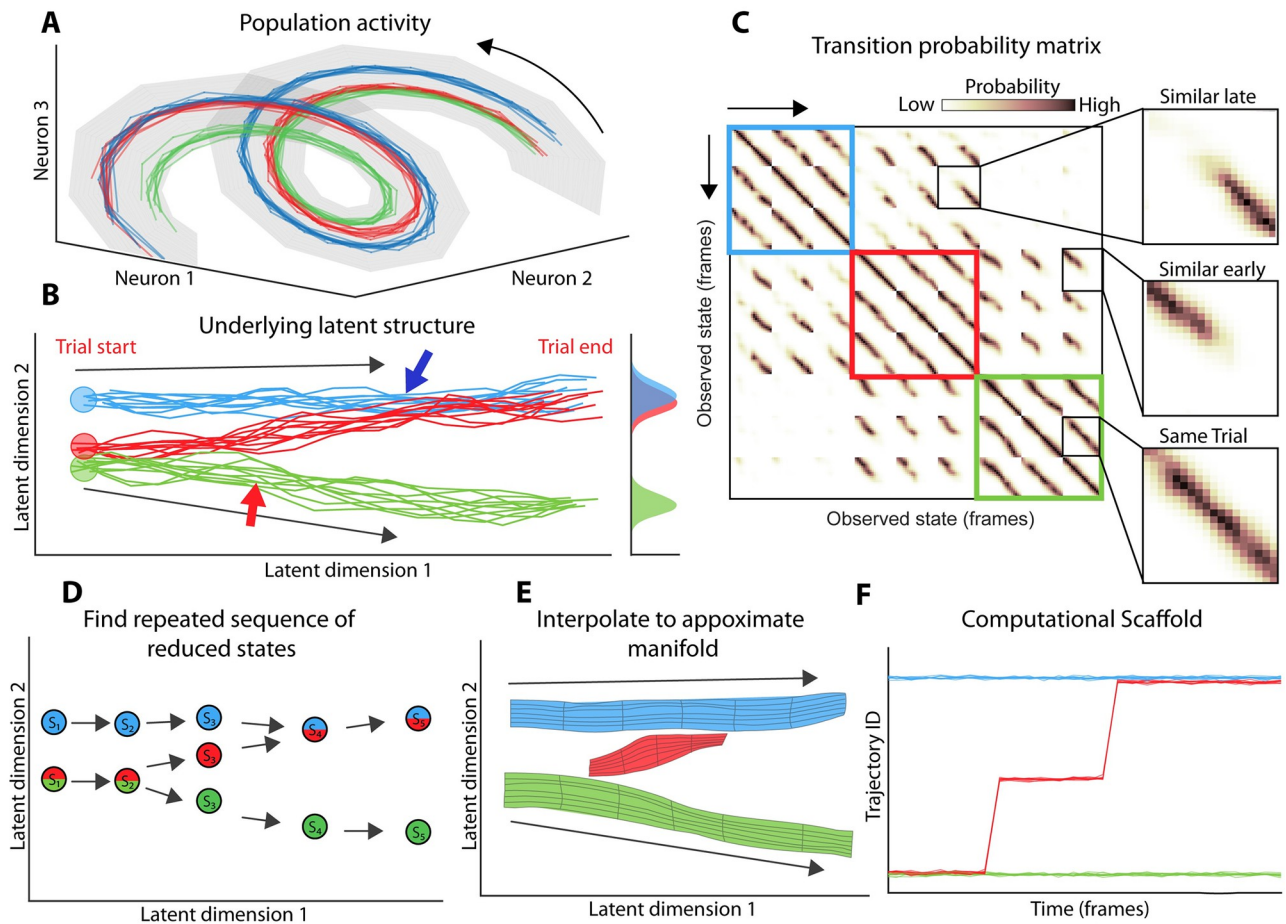 A
Population activity
Neuron 3
Neuron 1
Neuron 2
B
Underlying latent structure
Trial start
Trial end
Latent dimension 2
Latent dimension 1
C
Transition probability matrix
Probability
Low
High
Observed state (frames)
Observed state (frames)
Similar late
Similar early
Same Trial
D
Find repeated sequence of
reduced states
Latent dimension 2
S₁
S₂
S₃
S₄
S₅
S₁
S₂
S₃
S₃
S₄
S₅
Latent dimension 1
E
Interpolate to appoximate
manifold
Latent dimension 2
Latent dimension 1
F
Computational Scaffold
Trajectory ID
Time (frames)